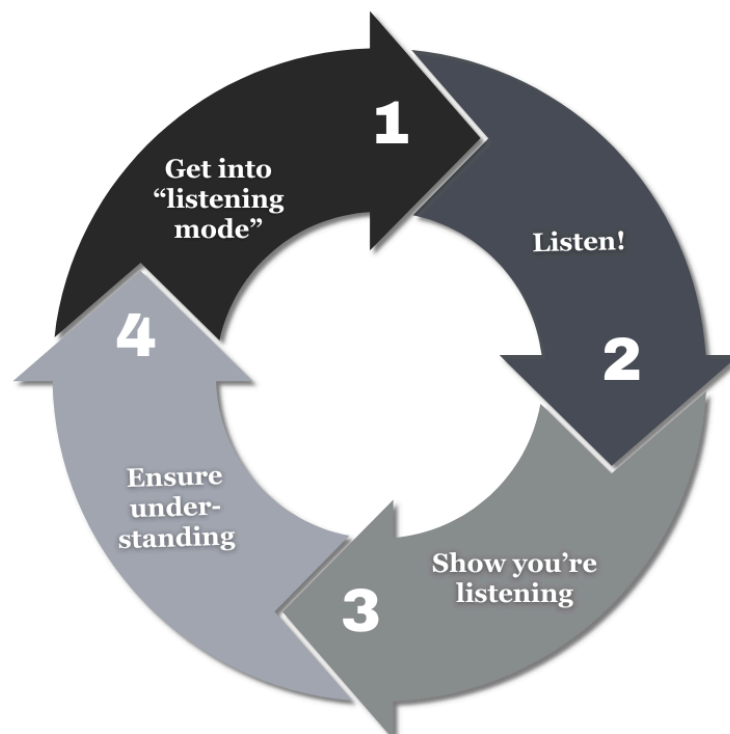 1
Get into
“listening
mode”
Listen!
2
Show you’re
listening
3
Ensure
under-
standing
4